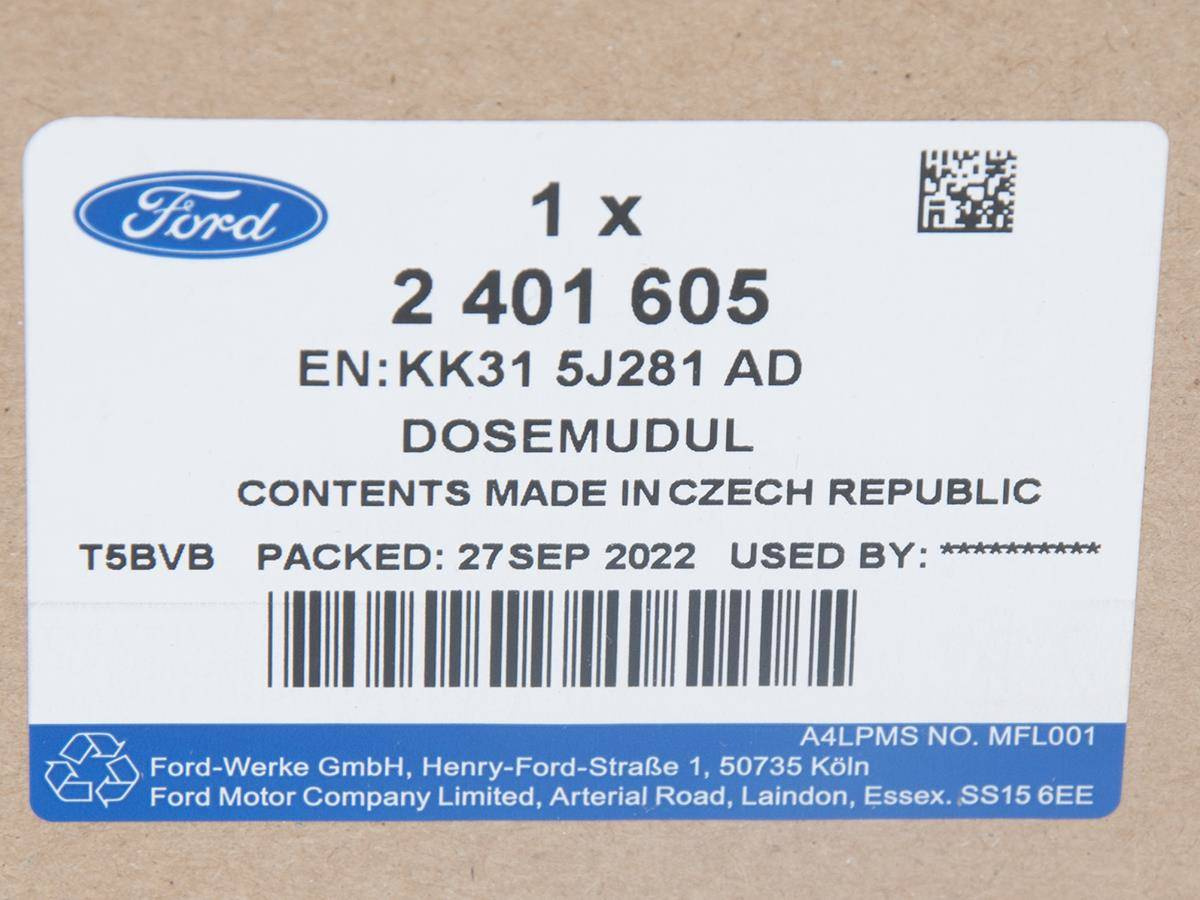 Ford
1 x
2 401 605
EN:KK31 5J281 AD
DOSEMUDUL
CONTENTS MADE IN CZECH REPUBLIC
T5BVB PACKED: 27SEP 2022 USED BY: **********
A4LPMS NO. MFL001
Ford-Werke GmbH, Henry-Ford-Straße 1, 50735 Köln
Ford Motor Company Limited, Arterial Road, Laindon, Essex. SS15 6EE